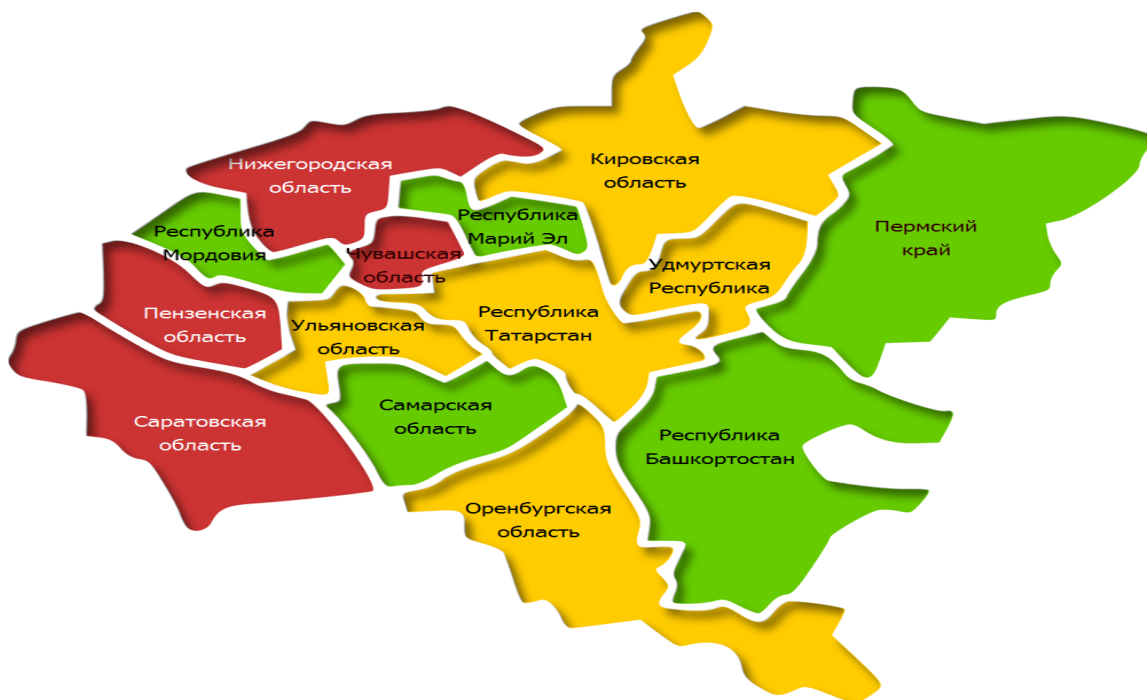 Нижегородская
область
Кировская
область
Республика
Марий Эл
Пермский
край
Республика
Мордовия
Чувашская
область
Удмуртская
Республика
Пензенская
область
Ульяновская
область
Республика
Татарстан
Саратовская
область
Самарская
область
Республика
Башкортостан
Оренбургская
область